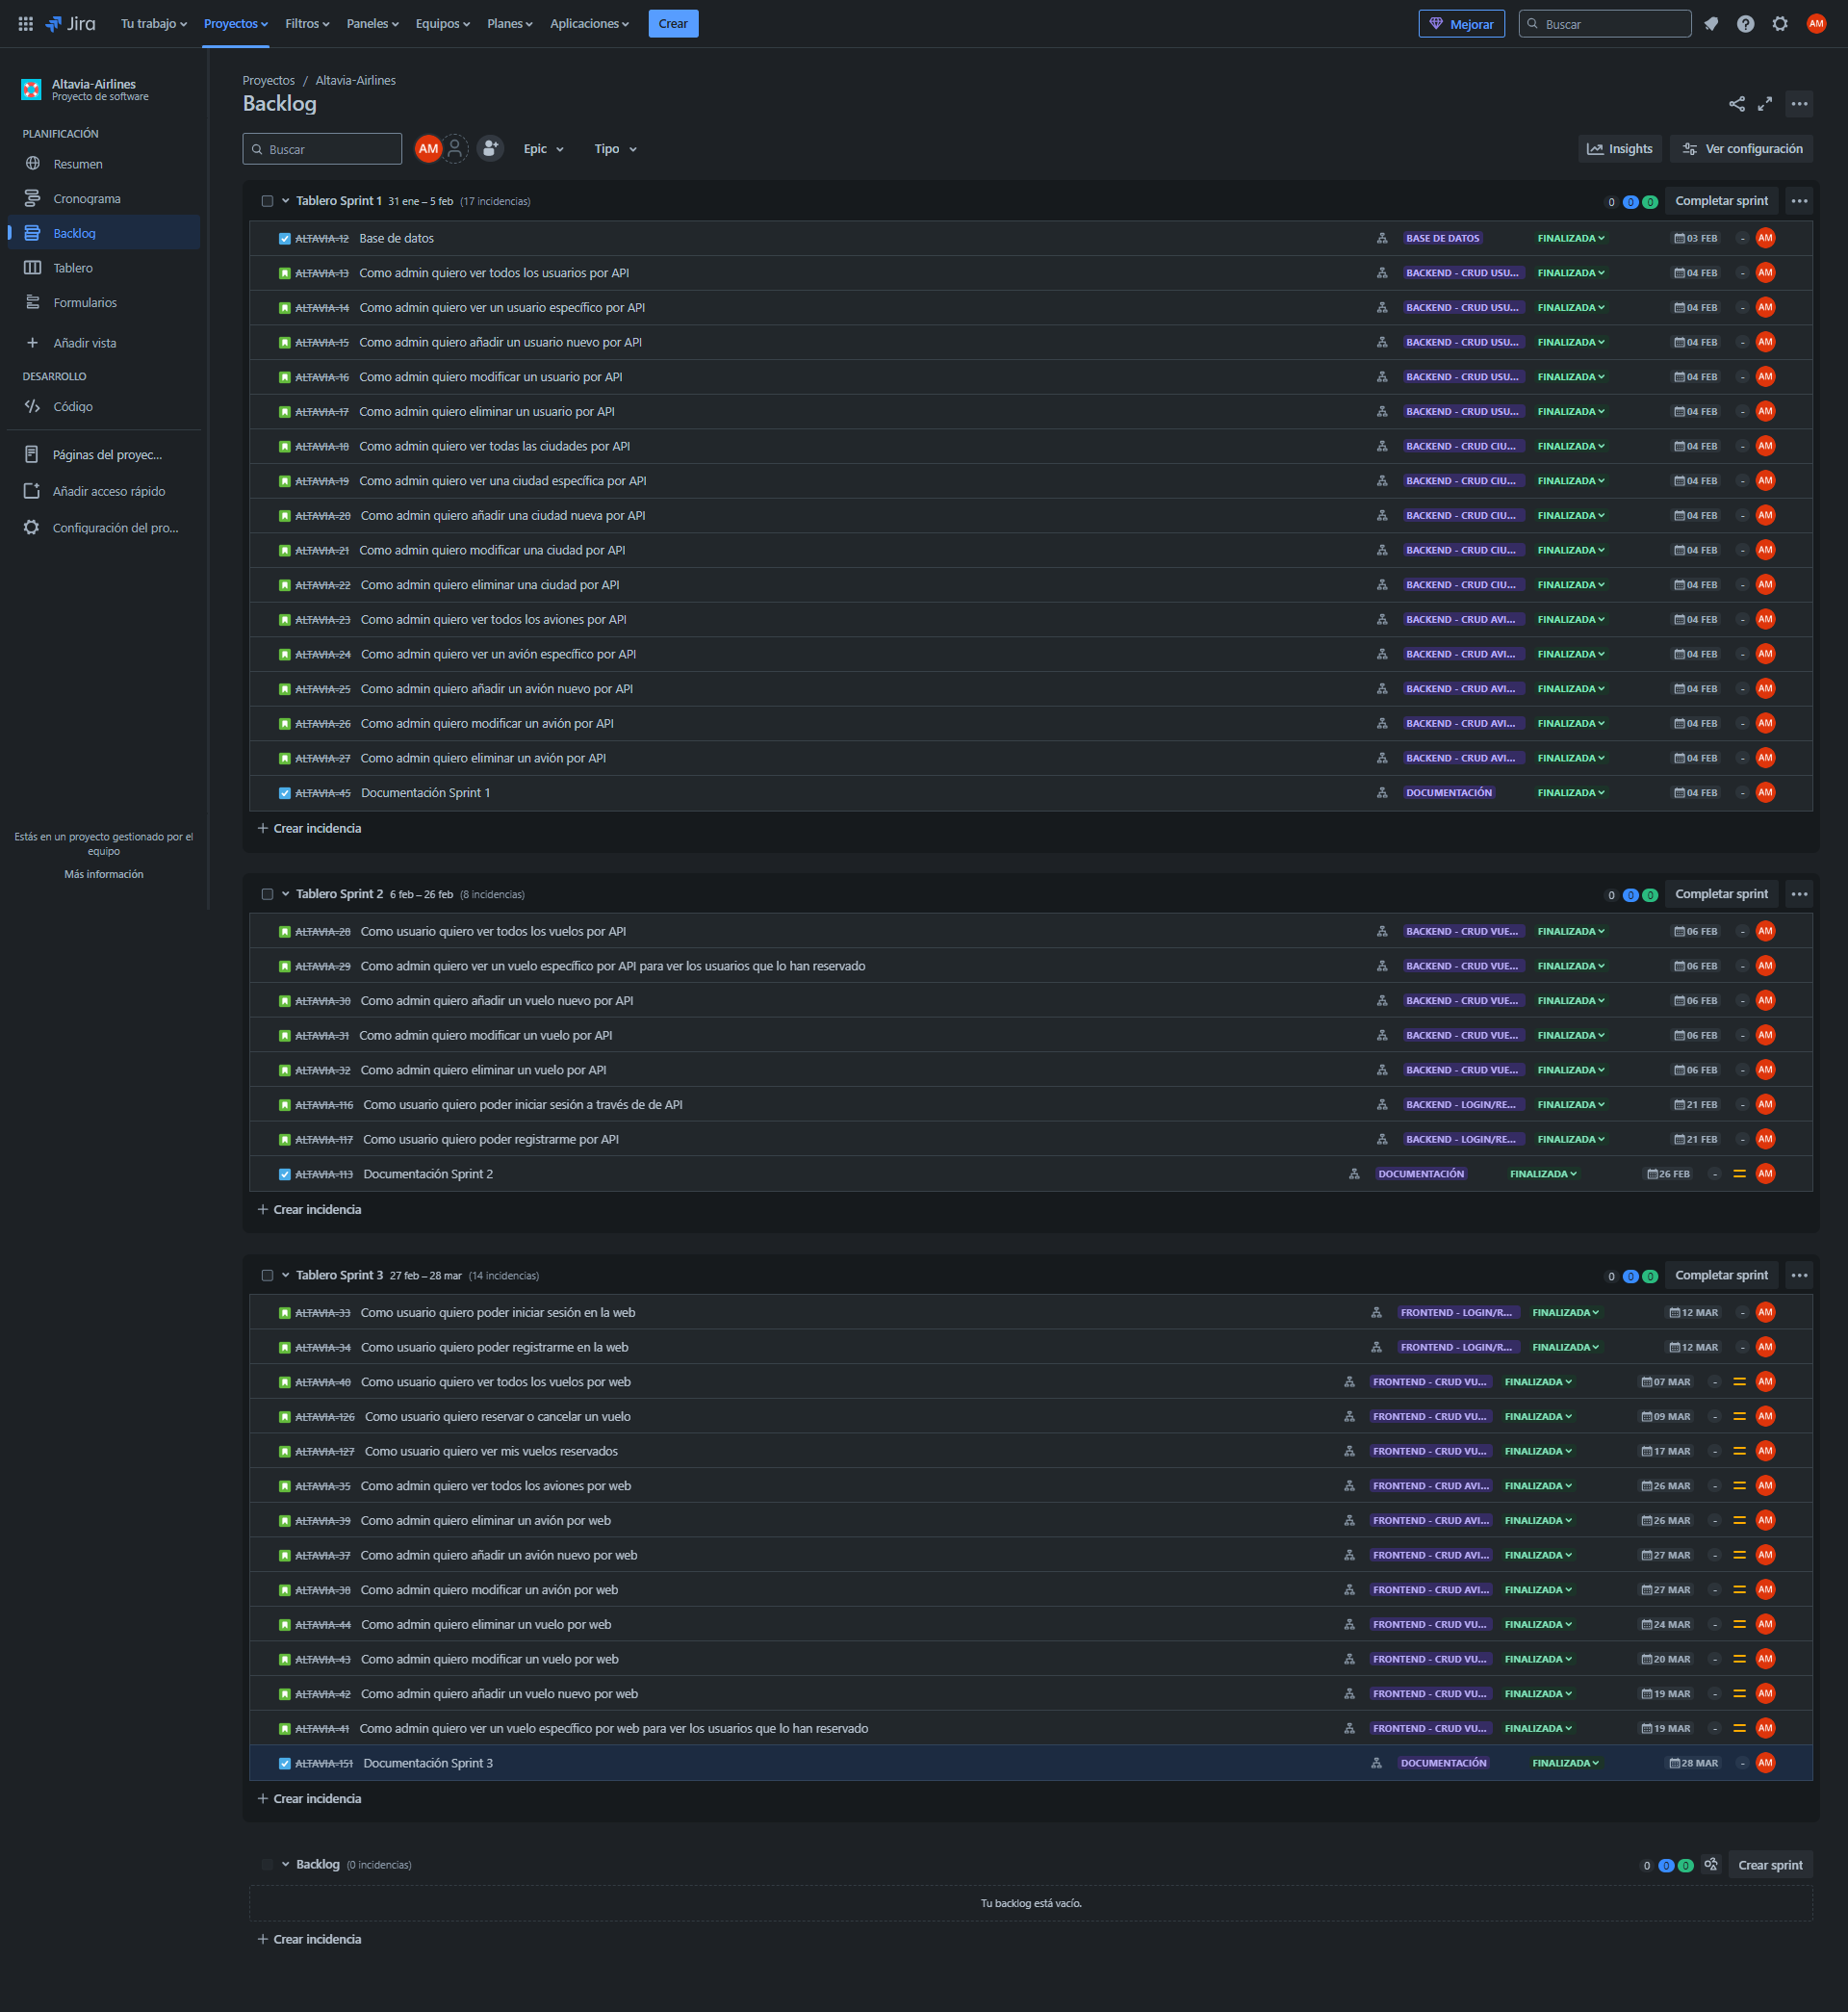 Jira Tu trabajo Proyectos Filtros Paneles Equipos Planes Aplicaciones Crear Mejorar Buscar AM
Altavia-Airlines
Proyecto de software
PLANIFICACIÓN
Resumen
Cronograma
Backlog
Tablero
Formularios
Añadir vista
DESARROLLO
Código
Páginas del proyec...
Añadir acceso rápido
Configuración del pro...
Estás en un proyecto gestionado por el
equipo
Más información
Proyectos / Altavia-Airlines
Backlog
Buscar AM Epic Tipo Insights Ver configuración
Tablero Sprint 1 31 ene – 5 feb (17 incidencias) 0 0 0 Completar sprint
ALTAVIA-12 Base de datos BASE DE DATOS FINALIZADA 03 FEB - AM
ALTAVIA-13 Como admin quiero ver todos los usuarios por API BACKEND - CRUD USU... FINALIZADA 04 FEB - AM
ALTAVIA-14 Como admin quiero ver un usuario específico por API BACKEND - CRUD USU... FINALIZADA 04 FEB - AM
ALTAVIA-15 Como admin quiero añadir un usuario nuevo por API BACKEND - CRUD USU... FINALIZADA 04 FEB - AM
ALTAVIA-16 Como admin quiero modificar un usuario por API BACKEND - CRUD USU... FINALIZADA 04 FEB - AM
ALTAVIA-17 Como admin quiero eliminar un usuario por API BACKEND - CRUD USU... FINALIZADA 04 FEB - AM
ALTAVIA-18 Como admin quiero ver todas las ciudades por API BACKEND - CRUD CIU... FINALIZADA 04 FEB - AM
ALTAVIA-19 Como admin quiero ver una ciudad específica por API BACKEND - CRUD CIU... FINALIZADA 04 FEB - AM
ALTAVIA-20 Como admin quiero añadir una ciudad nueva por API BACKEND - CRUD CIU... FINALIZADA 04 FEB - AM
ALTAVIA-21 Como admin quiero modificar una ciudad por API BACKEND - CRUD CIU... FINALIZADA 04 FEB - AM
ALTAVIA-22 Como admin quiero eliminar una ciudad por API BACKEND - CRUD CIU... FINALIZADA 04 FEB - AM
ALTAVIA-23 Como admin quiero ver todos los aviones por API BACKEND - CRUD AVI... FINALIZADA 04 FEB - AM
ALTAVIA-24 Como admin quiero ver un avión específico por API BACKEND - CRUD AVI... FINALIZADA 04 FEB - AM
ALTAVIA-25 Como admin quiero añadir un avión nuevo por API BACKEND - CRUD AVI... FINALIZADA 04 FEB - AM
ALTAVIA-26 Como admin quiero modificar un avión por API BACKEND - CRUD AVI... FINALIZADA 04 FEB - AM
ALTAVIA-27 Como admin quiero eliminar un avión por API BACKEND - CRUD AVI... FINALIZADA 04 FEB - AM
ALTAVIA-45 Documentación Sprint 1 DOCUMENTACIÓN FINALIZADA 04 FEB - AM
+ Crear incidencia
Tablero Sprint 2 6 feb – 26 feb (8 incidencias) 0 0 0 Completar sprint
ALTAVIA-28 Como usuario quiero ver todos los vuelos por API BACKEND - CRUD VUE... FINALIZADA 06 FEB - AM
ALTAVIA-29 Como admin quiero ver un vuelo específico por API para ver los usuarios que lo han reservado BACKEND - CRUD VUE... FINALIZADA 06 FEB - AM
ALTAVIA-30 Como admin quiero añadir un vuelo nuevo por API BACKEND - CRUD VUE... FINALIZADA 06 FEB - AM
ALTAVIA-31 Como admin quiero modificar un vuelo por API BACKEND - CRUD VUE... FINALIZADA 06 FEB - AM
ALTAVIA-32 Como admin quiero eliminar un vuelo por API BACKEND - CRUD VUE... FINALIZADA 06 FEB - AM
ALTAVIA-116 Como usuario quiero poder iniciar sesión a través de de API BACKEND - LOGIN/RE... FINALIZADA 21 FEB - AM
ALTAVIA-117 Como usuario quiero poder registrarme por API BACKEND - LOGIN/RE... FINALIZADA 21 FEB - AM
ALTAVIA-113 Documentación Sprint 2 DOCUMENTACIÓN FINALIZADA 26 FEB - AM
+ Crear incidencia
Tablero Sprint 3 27 feb – 28 mar (14 incidencias) 0 0 0 Completar sprint
ALTAVIA-33 Como usuario quiero poder iniciar sesión en la web FRONTEND - LOGIN/R... FINALIZADA 12 MAR - AM
ALTAVIA-34 Como usuario quiero poder registrarme en la web FRONTEND - LOGIN/R... FINALIZADA 12 MAR - AM
ALTAVIA-40 Como usuario quiero ver todos los vuelos por web FRONTEND - CRUD VU... FINALIZADA 07 MAR - AM
ALTAVIA-126 Como usuario quiero reservar o cancelar un vuelo FRONTEND - CRUD VU... FINALIZADA 09 MAR - AM
ALTAVIA-127 Como usuario quiero ver mis vuelos reservados FRONTEND - CRUD VU... FINALIZADA 17 MAR - AM
ALTAVIA-35 Como admin quiero ver todos los aviones por web FRONTEND - CRUD AVI... FINALIZADA 26 MAR - AM
ALTAVIA-39 Como admin quiero eliminar un avión por web FRONTEND - CRUD AVI... FINALIZADA 26 MAR - AM
ALTAVIA-37 Como admin quiero añadir un avión nuevo por web FRONTEND - CRUD AVI... FINALIZADA 27 MAR - AM
ALTAVIA-38 Como admin quiero modificar un avión por web FRONTEND - CRUD AVI... FINALIZADA 27 MAR - AM
ALTAVIA-44 Como admin quiero eliminar un vuelo por web FRONTEND - CRUD VU... FINALIZADA 24 MAR - AM
ALTAVIA-43 Como admin quiero modificar un vuelo por web FRONTEND - CRUD VU... FINALIZADA 20 MAR - AM
ALTAVIA-42 Como admin quiero añadir un vuelo nuevo por web FRONTEND - CRUD VU... FINALIZADA 19 MAR - AM
ALTAVIA-41 Como admin quiero ver un vuelo específico por web para ver los usuarios que lo han reservado FRONTEND - CRUD VU... FINALIZADA 19 MAR - AM
ALTAVIA-151 Documentación Sprint 3 DOCUMENTACIÓN FINALIZADA 28 MAR - AM
+ Crear incidencia
Backlog (0 incidencias) 0 0 0 Crear sprint
Tu backlog está vacío.
+ Crear incidencia